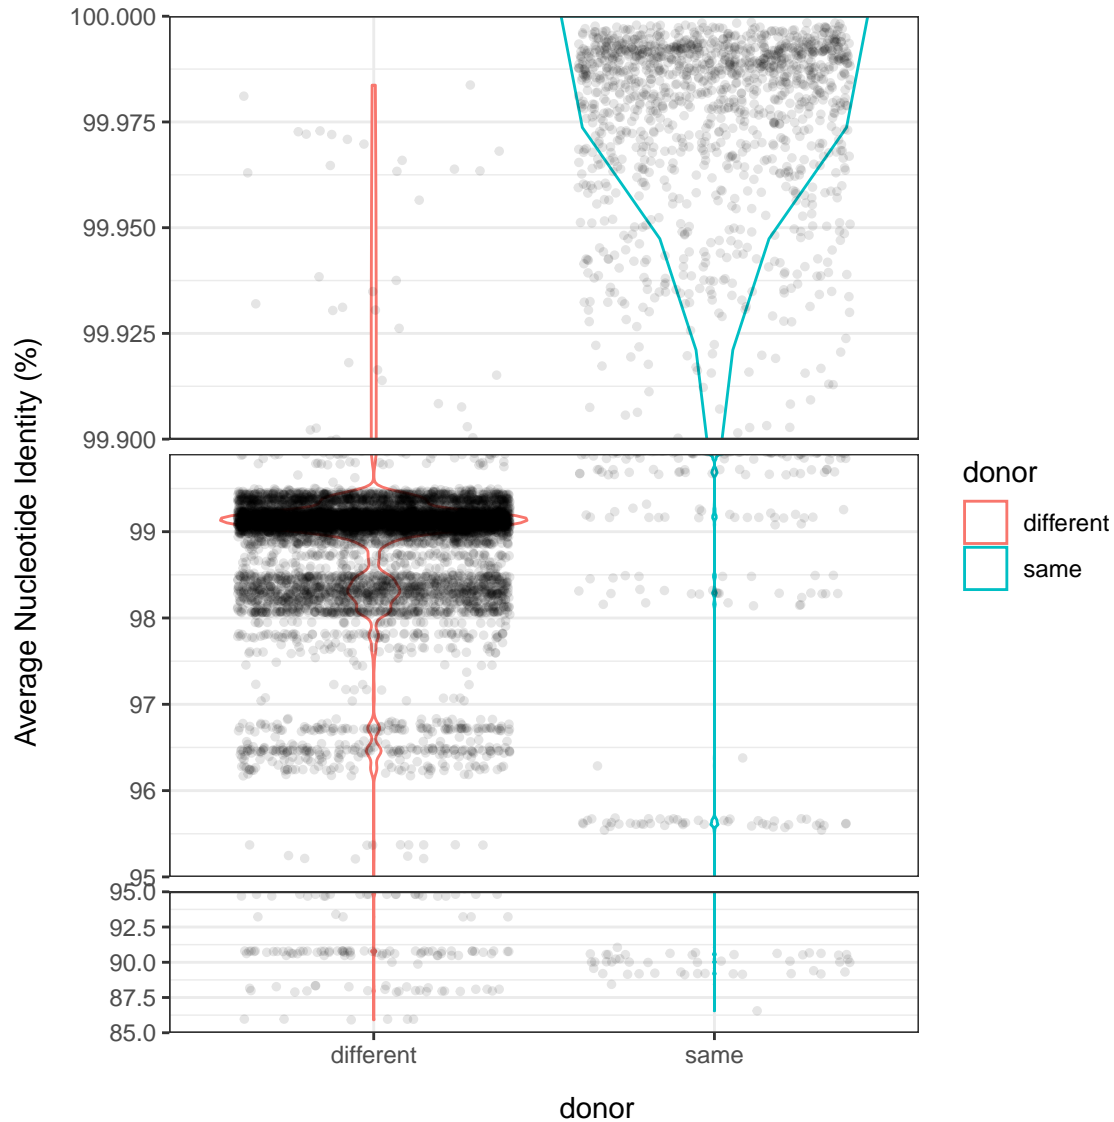 Average Nucleotide Identity (%)
100.000
99.975
99.950
99.925
99.900
99
98
97
96
95
95.0
92.5
90.0
87.5
85.0
different
same
donor
donor
different
same